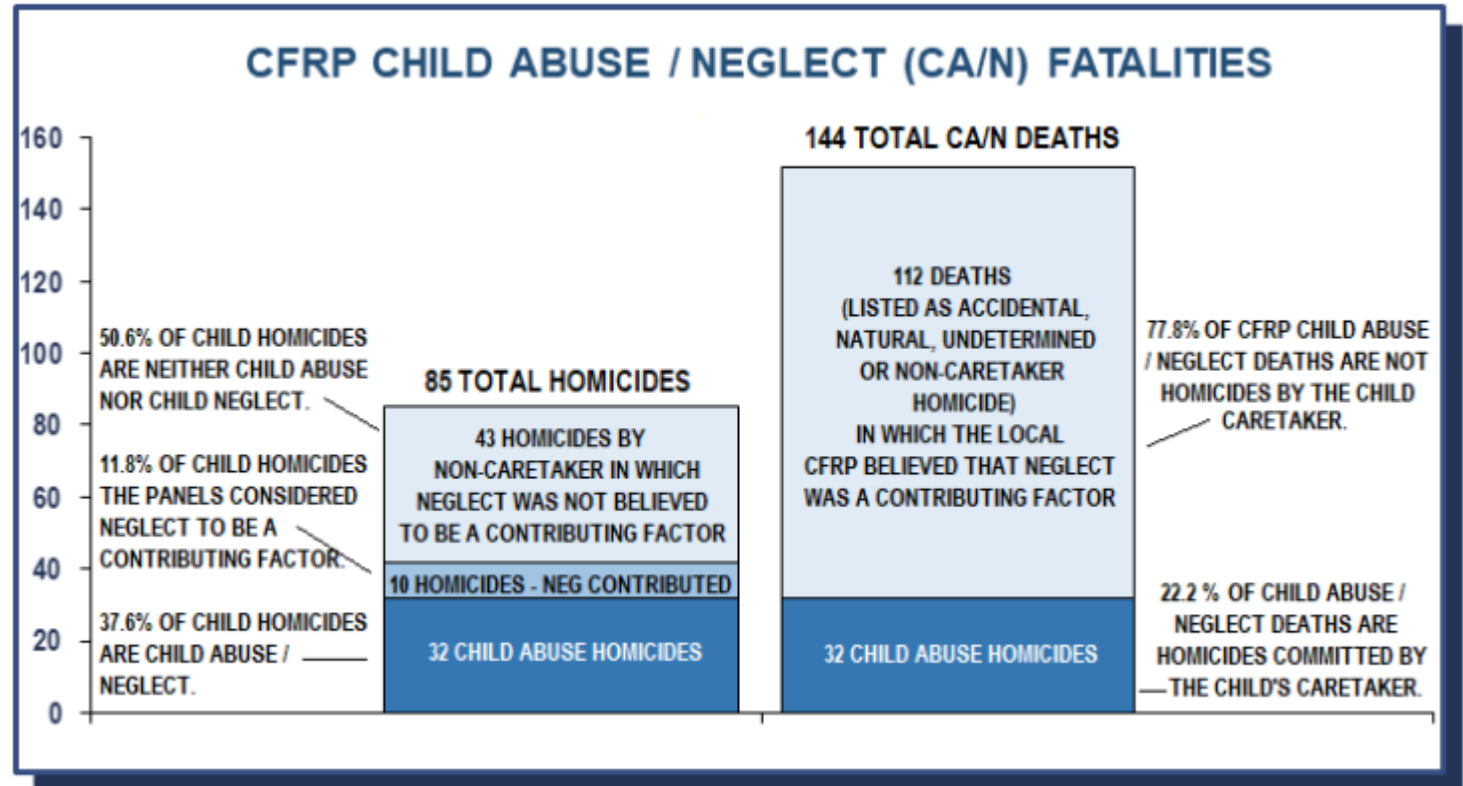 CFRP CHILD ABUSE / NEGLECT (CA/N) FATALITIES
160
140
120
100
80
60
40
20
0
50.6% OF CHILD HOMICIDES
ARE NEITHER CHILD ABUSE
NOR CHILD NEGLECT.
11.8% OF CHILD HOMICIDES
THE PANELS CONSIDERED
NEGLECT TO BE A
CONTRIBUTING FACTOR.
37.6% OF CHILD HOMICIDES
ARE CHILD ABUSE /
NEGLECT.
85 TOTAL HOMICIDES
43 HOMICIDES BY
NON-CARETAKER IN WHICH
NEGLECT WAS NOT BELIEVED
TO BE A CONTRIBUTING FACTOR
10 HOMICIDES - NEG CONTRIBUTED
32 CHILD ABUSE HOMICIDES
144 TOTAL CA/N DEATHS
112 DEATHS
(LISTED AS ACCIDENTAL,
NATURAL, UNDETERMINED
OR NON-CARETAKER
HOMICIDE)
IN WHICH THE LOCAL
CFRP BELIEVED THAT NEGLECT
WAS A CONTRIBUTING FACTOR
32 CHILD ABUSE HOMICIDES
77.8% OF CFRP CHILD ABUSE
/ NEGLECT DEATHS ARE NOT
HOMICIDES BY THE CHILD
CARETAKER.
22.2 % OF CHILD ABUSE /
NEGLECT DEATHS ARE
HOMICIDES COMMITTED BY
THE CHILD'S CARETAKER.